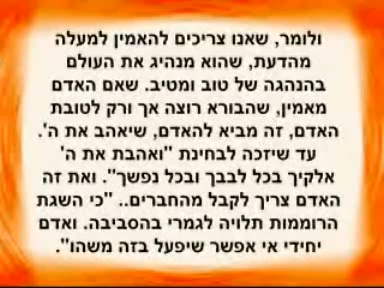 ולומר, שאנו צריכים להאמין למעלה
מהדעת, שהוא מנהיג את העולם
בהנהגה של טוב ומטיב. שאם האדם
מאמין, שהבורא רוצה אך ורק לטובת
האדם, זה מביא להאדם, שיאהב את ה'.
עד שיזכה לבחינת "ואהבת את ה'
אלקיך בכל לבבך ובכל נפשך". ואת זה
האדם צריך לקבל מהחברים.. "כי השגת
הרוממות תלויה לגמרי בהסביבה. ואדם
יחידי אי אפשר שיפעל בזה משהו".